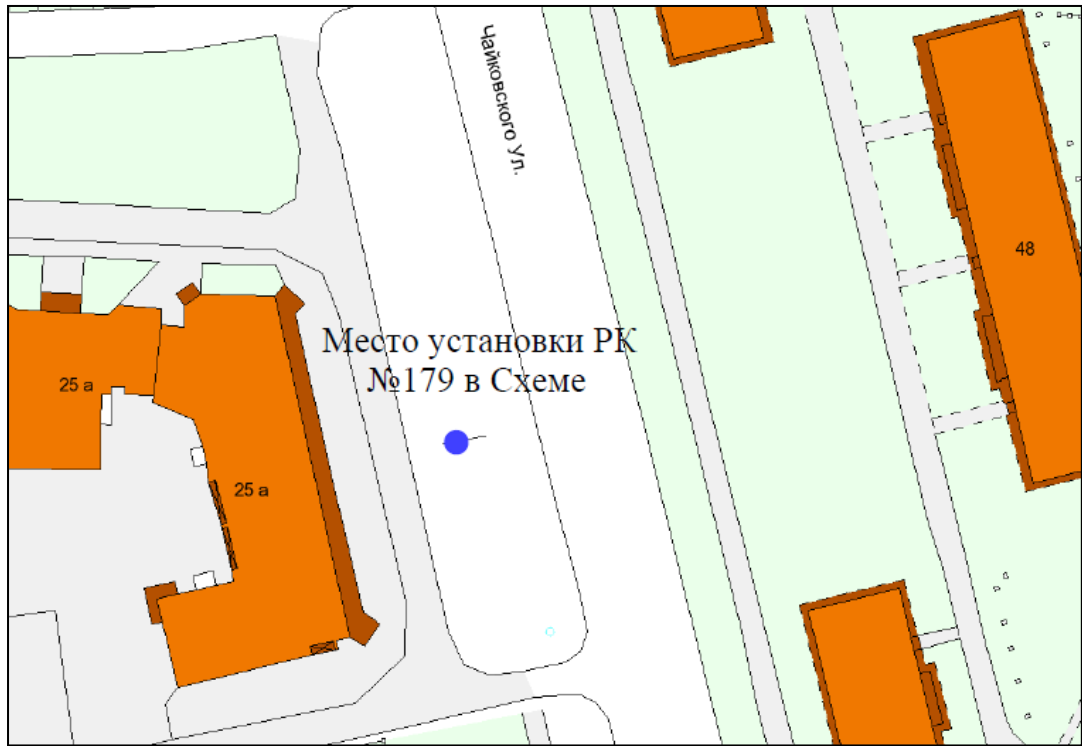 Чайковского Ул.
48
Место установки РК
№179 в Схеме
25 а
25 а